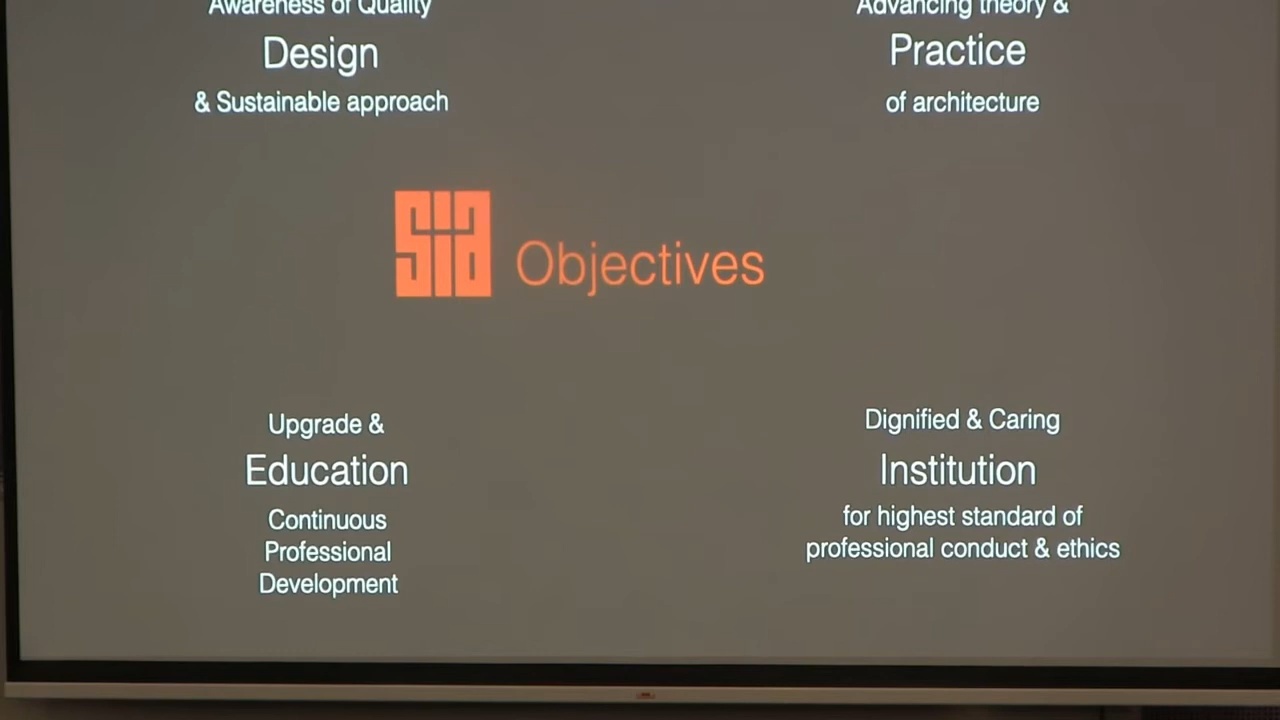 Awareness of Quality
Design
& Sustainable approach
Advancing theory &
Practice
of architecture
sia Objectives
Upgrade &
Education
Continuous
Professional
Development
Dignified & Caring
Institution
for highest standard of
professional conduct & ethics